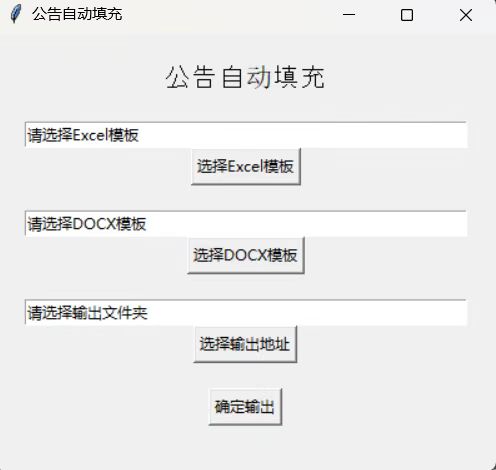 公告自动填充
公告自动填充
请选择Excel模板
选择Excel模板
请选择DOCX模板
选择DOCX模板
请选择输出文件夹
选择输出地址
确定输出